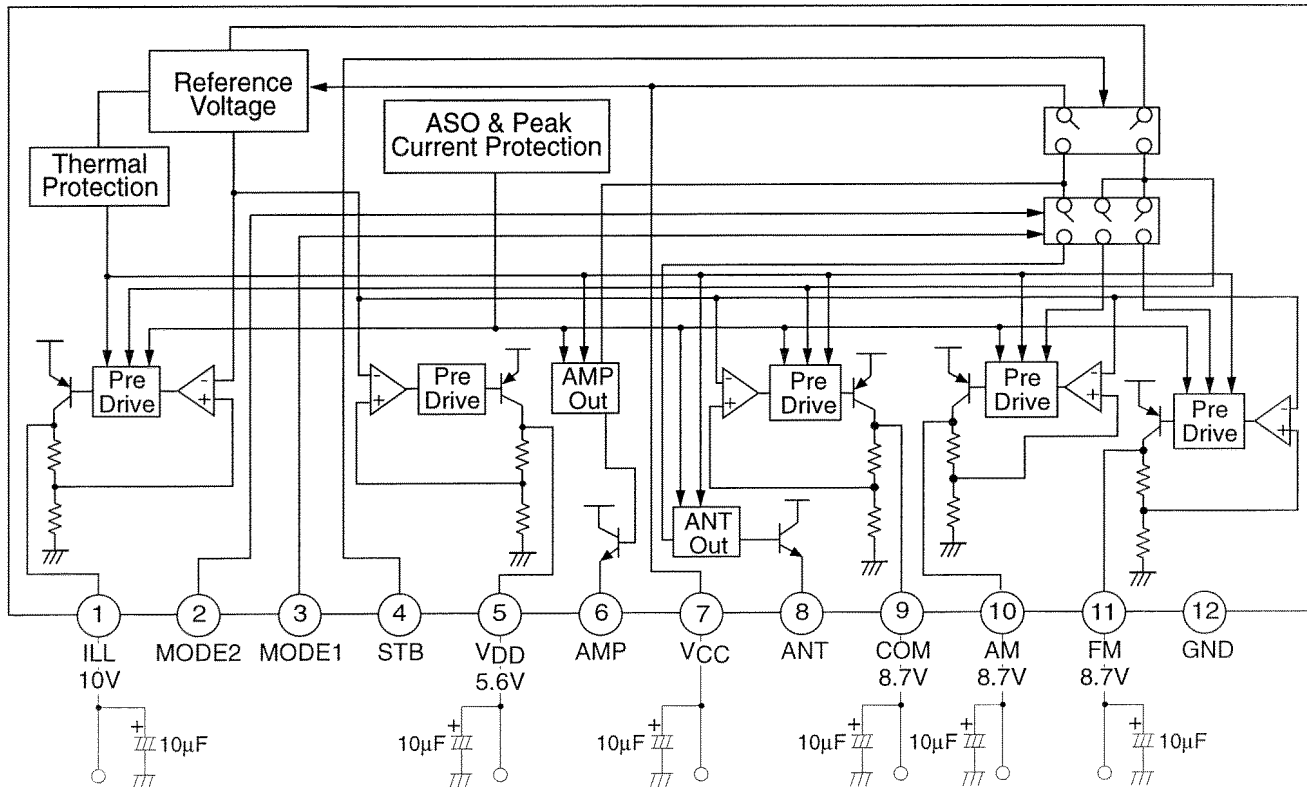 Reference
Voltage
ASO & Peak
Current Protection
Thermal
Protection
Pre
Drive
-
+
-
+
Pre
Drive
AMP
Out
-
+
Pre
Drive
Pre
Drive
-
+
Pre
Drive
-
+
ANT
Out
1 2 3 4 5 6 7 8 9 10 11 12
ILL MODE2 MODE1 STB VDD AMP VCC ANT COM AM FM GND
10V 5.6V 8.7V 8.7V 8.7V
+ + + + + +
10μF 10μF 10μF 10μF 10μF 10μF